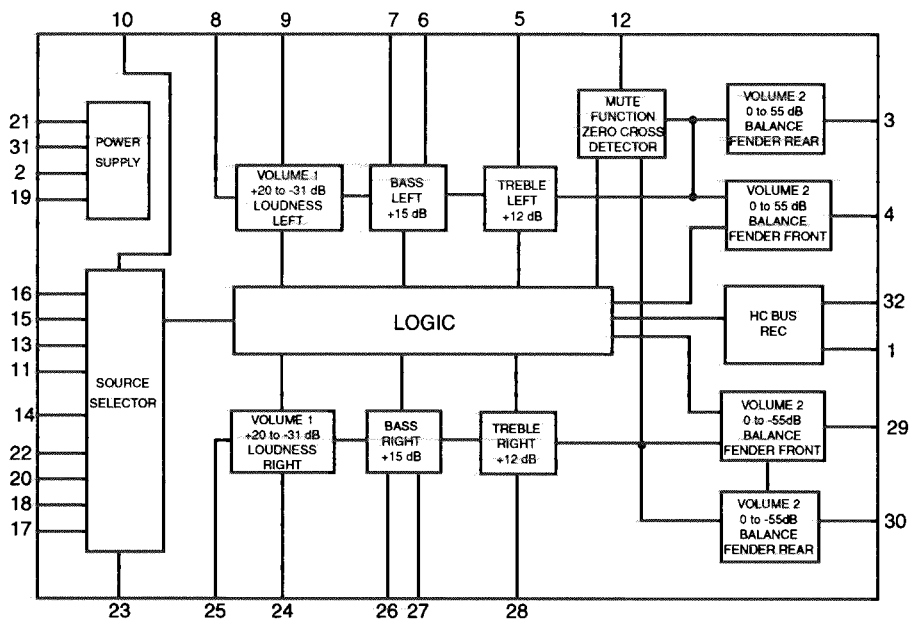 10
8
9
7
6
5
12
21
31
2
19
POWER
SUPPLY
VOLUME 1
+20 to -31 dB
LOUDNESS
LEFT
BASS
LEFT
+15 dB
TREBLE
LEFT
+12 dB
MUTE
FUNCTION
ZERO CROSS
DETECTOR
VOLUME 2
0 to 55 dB
BALANCE
FENDER REAR
3
VOLUME 2
0 to 55 dB
BALANCE
FENDER FRONT
4
16
15
13
11
14
22
20
18
17
SOURCE
SELECTOR
LOGIC
HC BUS
REC
32
1
VOLUME 1
+20 to -31 dB
LOUDNESS
RIGHT
BASS
RIGHT
+15 dB
TREBLE
RIGHT
+12 dB
VOLUME 2
0 to -55dB
BALANCE
FENDER FRONT
29
VOLUME 2
0 to -55dB
BALANCE
FENDER REAR
30
23
25
24
26
27
28